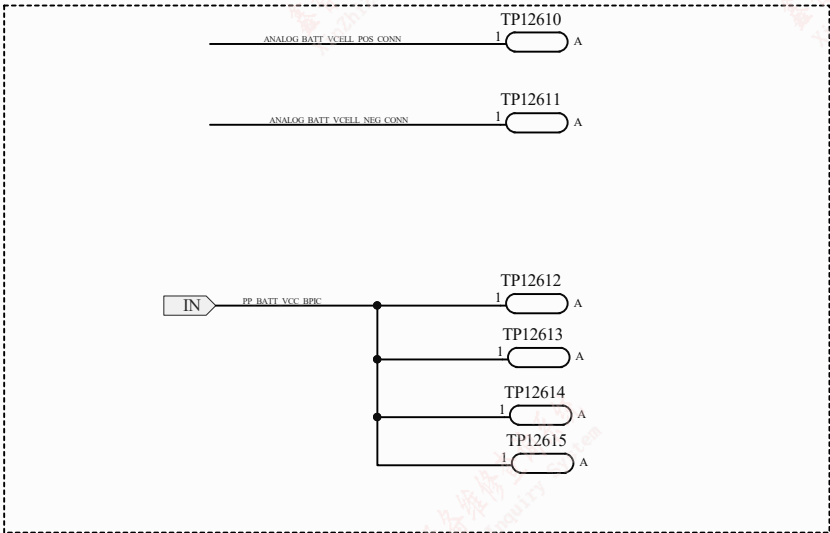 TP12610
ANALOG BATT VCELL POS CONN 1 A
TP12611
ANALOG BATT VCELL NEG CONN 1 A
TP12612
IN PP BATT VCC BPIC 1 A
TP12613
1 A
TP12614
1 A
TP12615
1 A